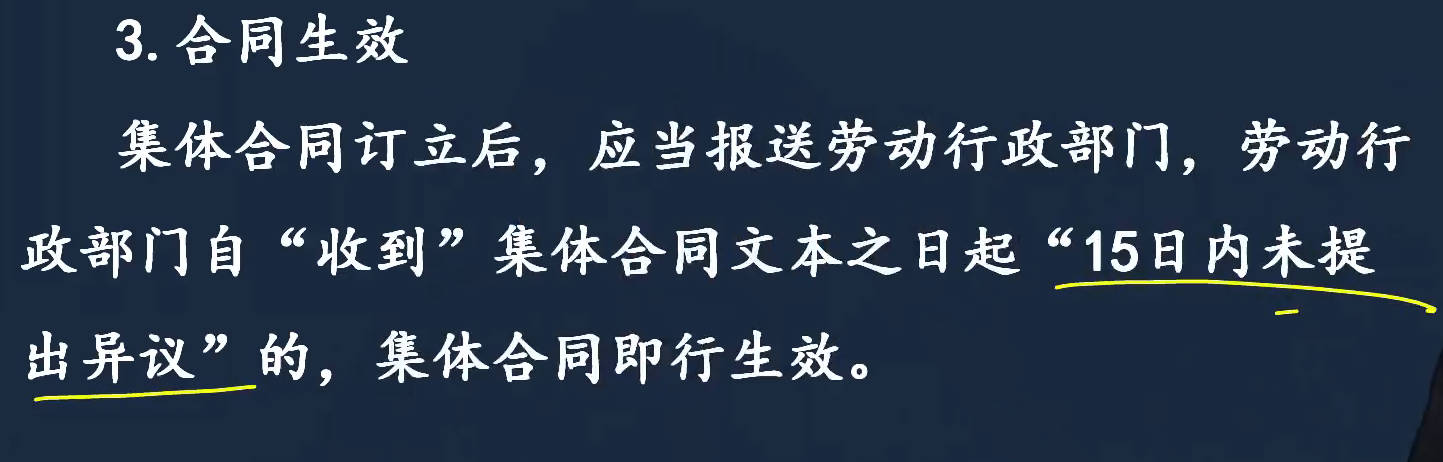 3.合同生效
集体合同订立后，应当报送劳动行政部门，劳动行
政部门自“收到”集体合同文本之日起“15日内未提
出异议”的，集体合同即行生效。